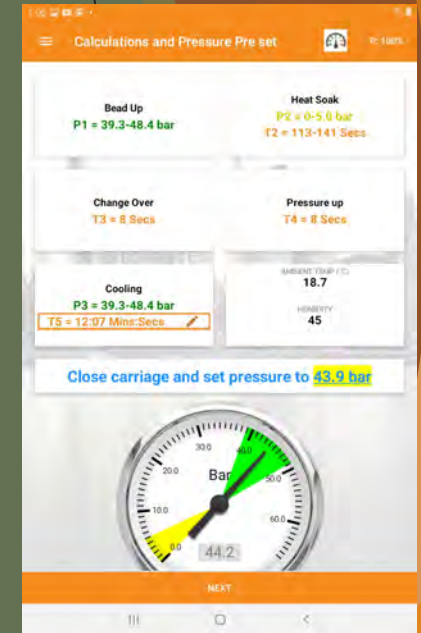 Calculations and Pressure Pre set
R: 100%
Bead Up
P1 = 39.3-48.4 bar
Heat Soak
P2 = 0-5.0 bar
T2 = 113-141 Secs
Change Over
T3 = 8 Secs
Pressure up
T4 = 8 Secs
Cooling
P3 = 39.3-48.4 bar
T5 = 12:07 Mins:Secs
18.7
HUMIDITY
45
Close carriage and set pressure to 43.9 bar
30.0
40.0
20.0
Bar
50.0
10.0
60.0
0.0
44.2
NEXT